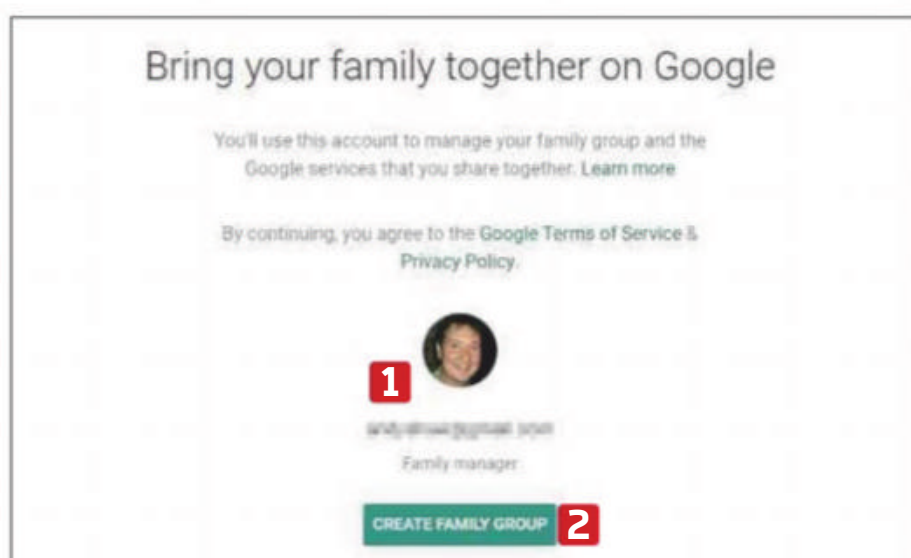 Bring your family together on Google
You'll use this account to manage your family group and the
Google services that you share together. Learn more
By continuing, you agree to the Google Terms of Service &
Privacy Policy.
1
Family manager
CREATE FAMILY GROUP 2